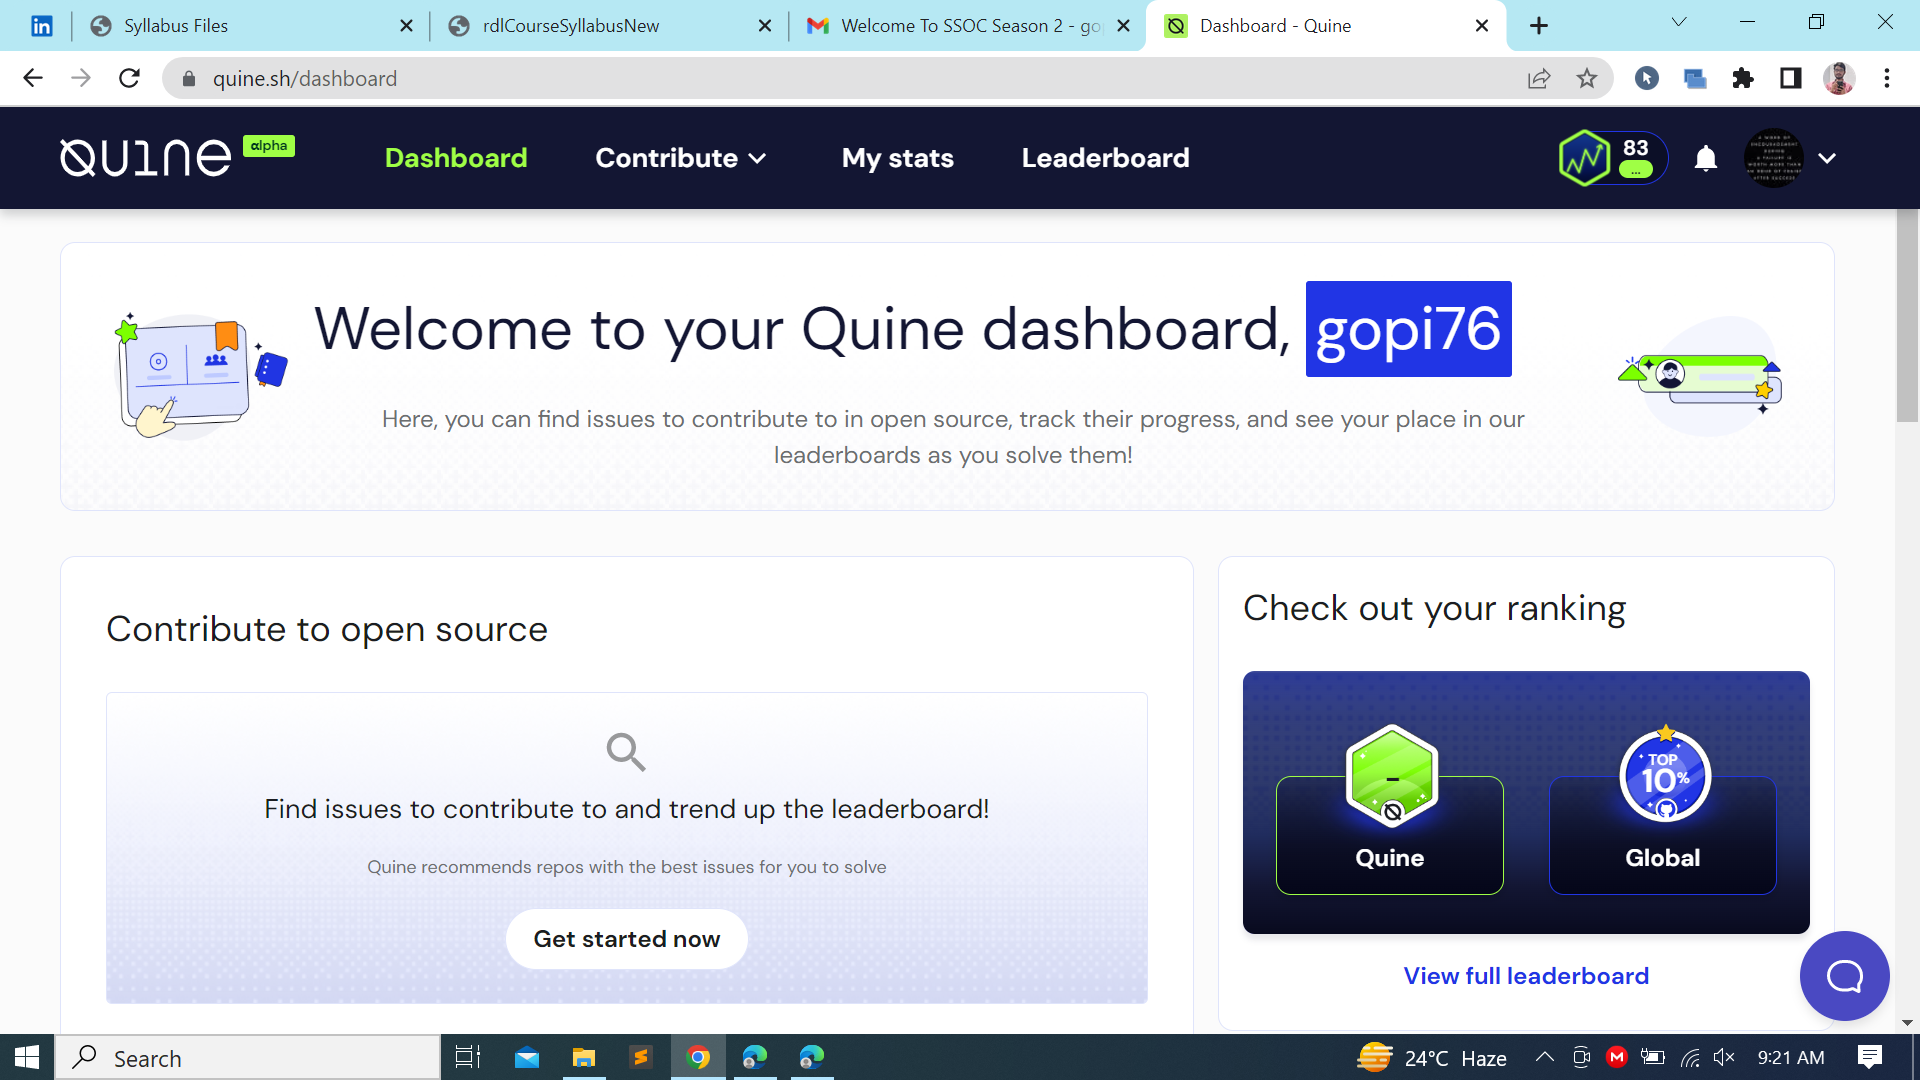 Syllabus Files
rdlCourseSyllabusNew
Welcome To SSOC Season 2 - go
Dashboard - Quine
quine.sh/dashboard
Quine
αlpha
Dashboard
Contribute
My stats
Leaderboard
83
...
Welcome to your Quine dashboard, gopi76
Here, you can find issues to contribute to in open source, track their progress, and see your place in our
leaderboards as you solve them!
Contribute to open source
Find issues to contribute to and trend up the leaderboard!
Quine recommends repos with the best issues for you to solve
Get started now
Check out your ranking
-
Quine
TOP
10%
Global
View full leaderboard
Search
24°C Haze
9:21 AM